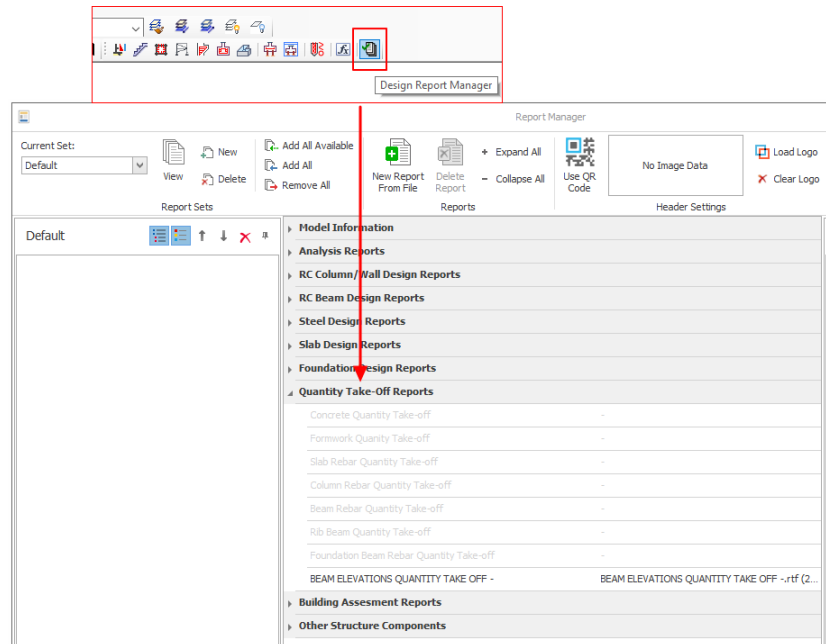 Design Report Manager
Report Manager
Current Set:
Default
View
New
Delete
Add All Available
Add All
Remove All
Report Sets
New Report
From File
Delete
Report
+ Expand All
- Collapse All
Reports
Use QR
Code
No Image Data
Load Logo
Clear Logo
Header Settings
Default
Model Information
Analysis Reports
RC Column/Wall Design Reports
RC Beam Design Reports
Steel Design Reports
Slab Design Reports
Foundation Design Reports
Quantity Take-Off Reports
Concrete Quantity Take-off -
Formwork Quantity Take-off -
Slab Rebar Quantity Take-off -
Column Rebar Quantity Take-off -
Beam Rebar Quantity Take-off -
Rib Beam Quantity Take-off -
Foundation Beam Rebar Quantity Take-off -
BEAM ELEVATIONS QUANTITY TAKE OFF - BEAM ELEVATIONS QUANTITY TAKE OFF -.rtf (2...
Building Assesment Reports
Other Structure Components